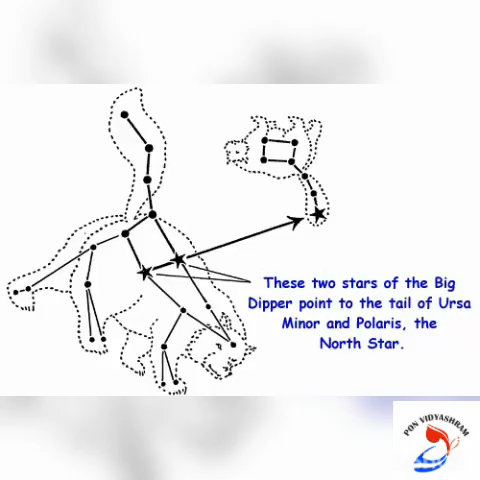 These two stars of the Big
Dipper point to the tail of Ursa
Minor and Polaris, the
North Star.
PON VIDYASHRAM